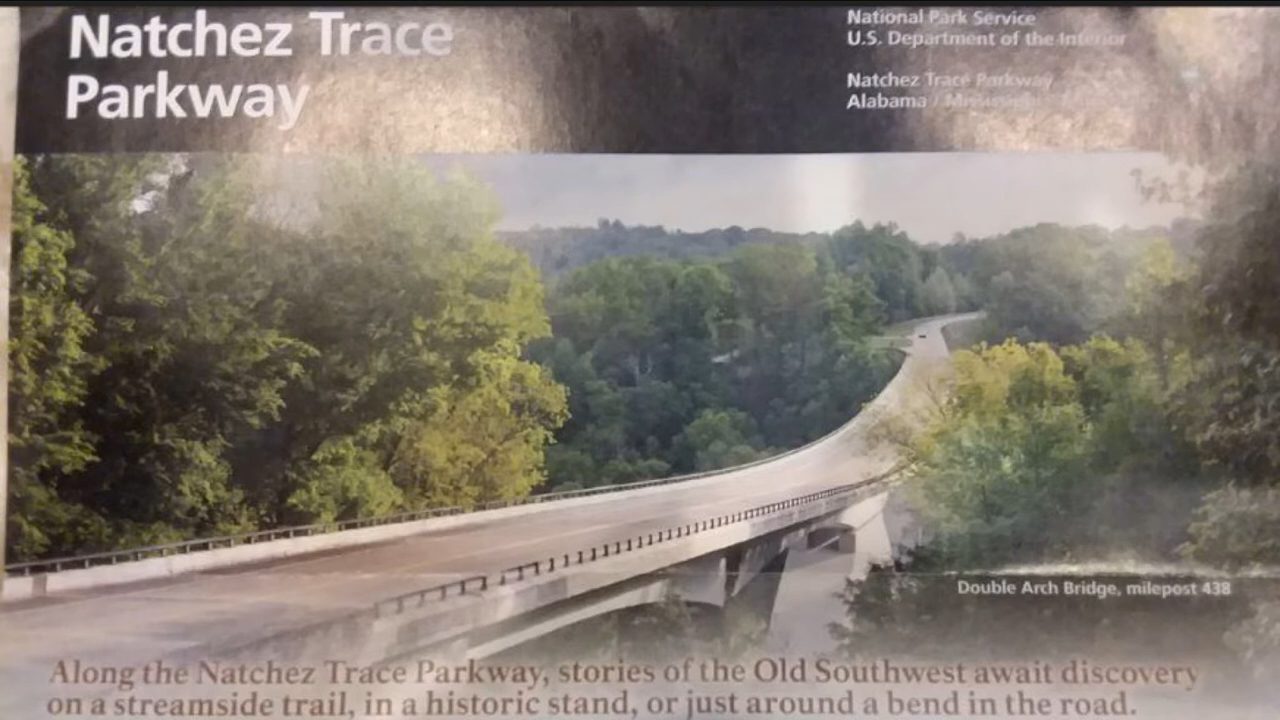 Natchez Trace
Parkway
National Park Service
U.S. Department of the Interior
Natchez Trace Parkway
Alabama / Mississippi
Double Arch Bridge, milepost 438
Along the Natchez Trace Parkway, stories of the Old Southwest await discovery
on a streamside trail, in a historic stand, or just around a bend in the road.